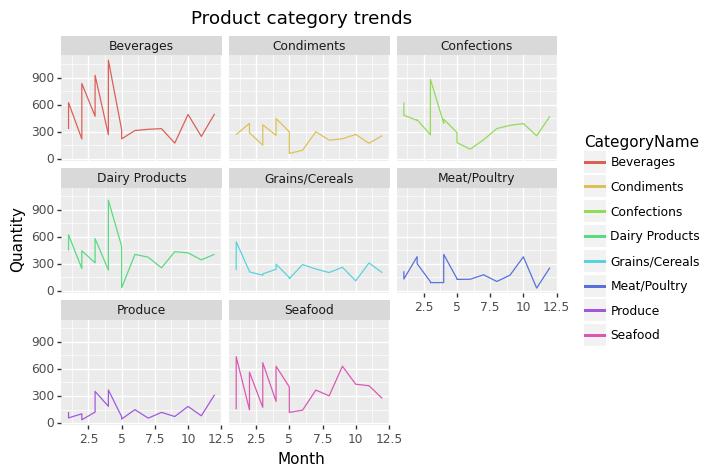 Product category trends
Beverages Condiments Confections
900
600
300
0
Dairy Products Grains/Cereals Meat/Poultry
900
600
300
0
2.5 5 7.5 10 12.5
Produce Seafood
900
600
300
0
2.5 5 7.5 10 12.5 2.5 5 7.5 10 12.5
Quantity
Month
CategoryName
Beverages
Condiments
Confections
Dairy Products
Grains/Cereals
Meat/Poultry
Produce
Seafood